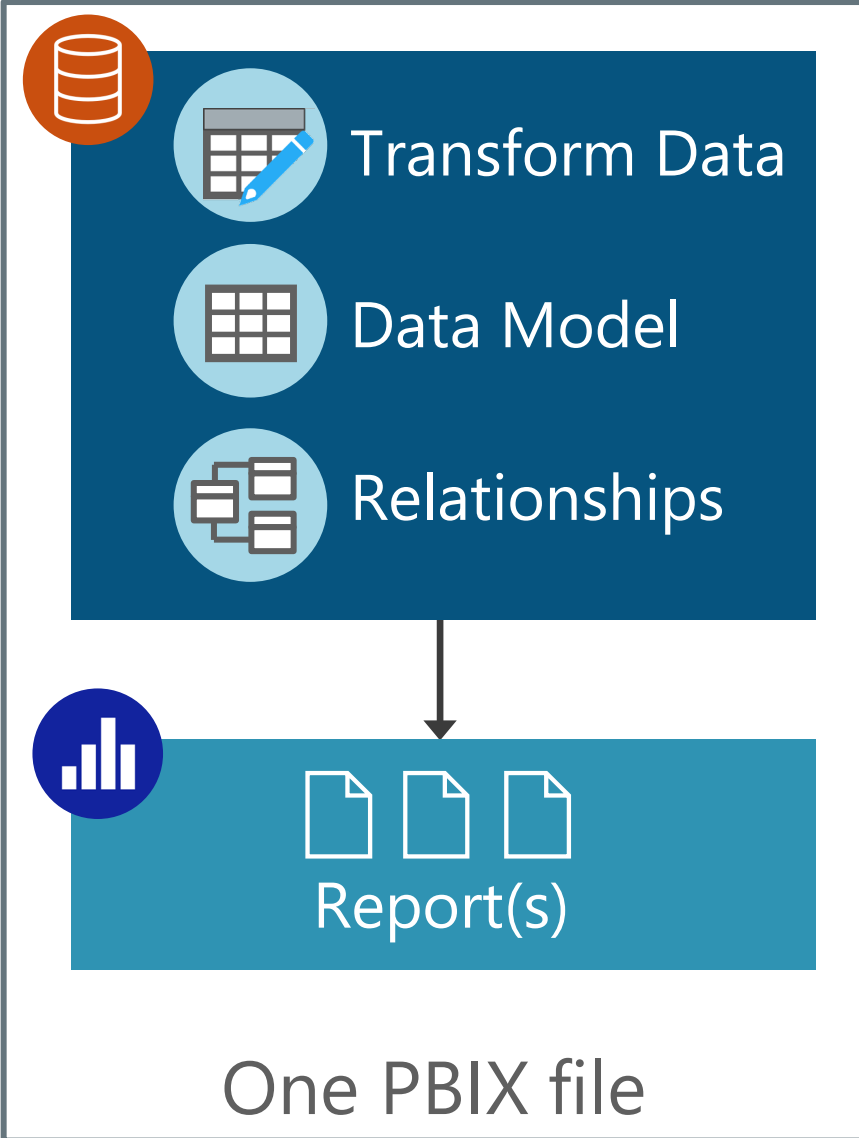 Transform Data
Data Model
Relationships
Report(s)
One PBIX file